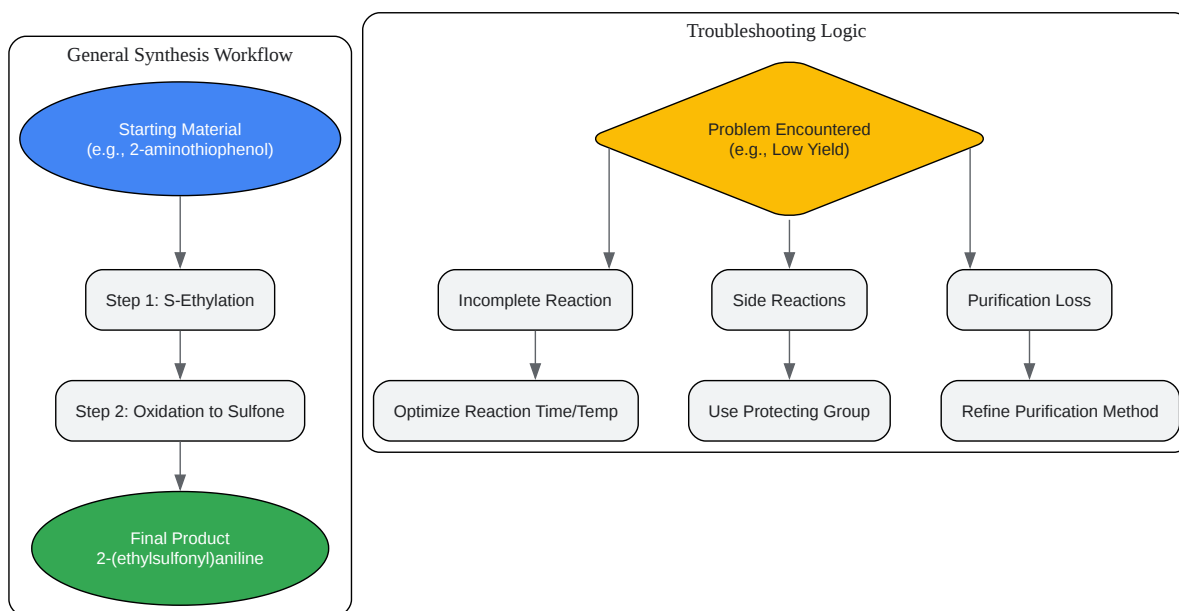 General Synthesis Workflow
Starting Material
(e.g., 2-aminothiophenol)
Step 1: S-Ethylation
Step 2: Oxidation to Sulfone
Final Product
2-(ethylsulfonyl)aniline
Troubleshooting Logic
Problem Encountered
(e.g., Low Yield)
Incomplete Reaction
Side Reactions
Purification Loss
Optimize Reaction Time/Temp
Use Protecting Group
Refine Purification Method